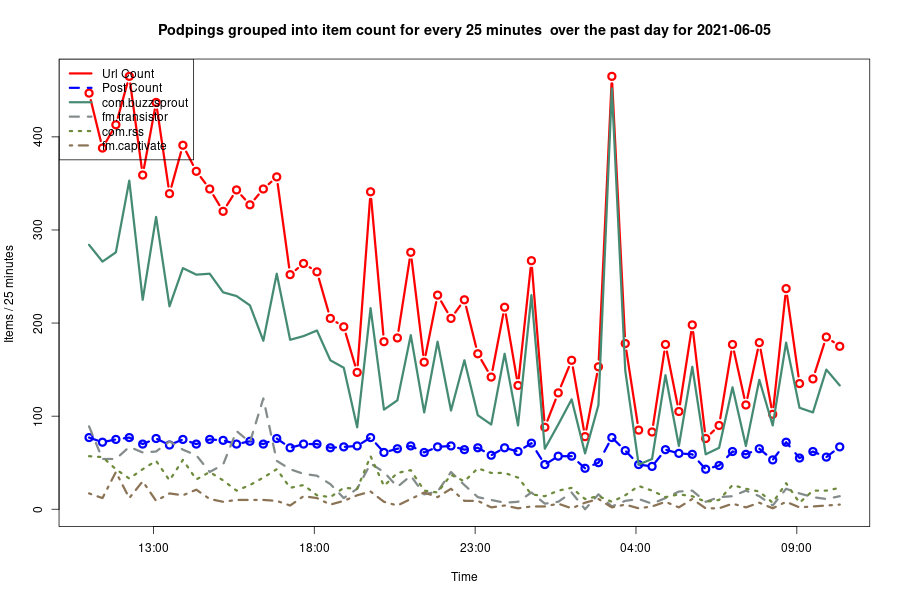 Podpings grouped into item count for every 25 minutes  over the past day for 2021-06-05
Url Count
Post Count
com.buzzsprout
fm.transistor
com.rss
fm.captivate
Items / 25 minutes
400
300
200
100
0
13:00 18:00 23:00 04:00 09:00
Time